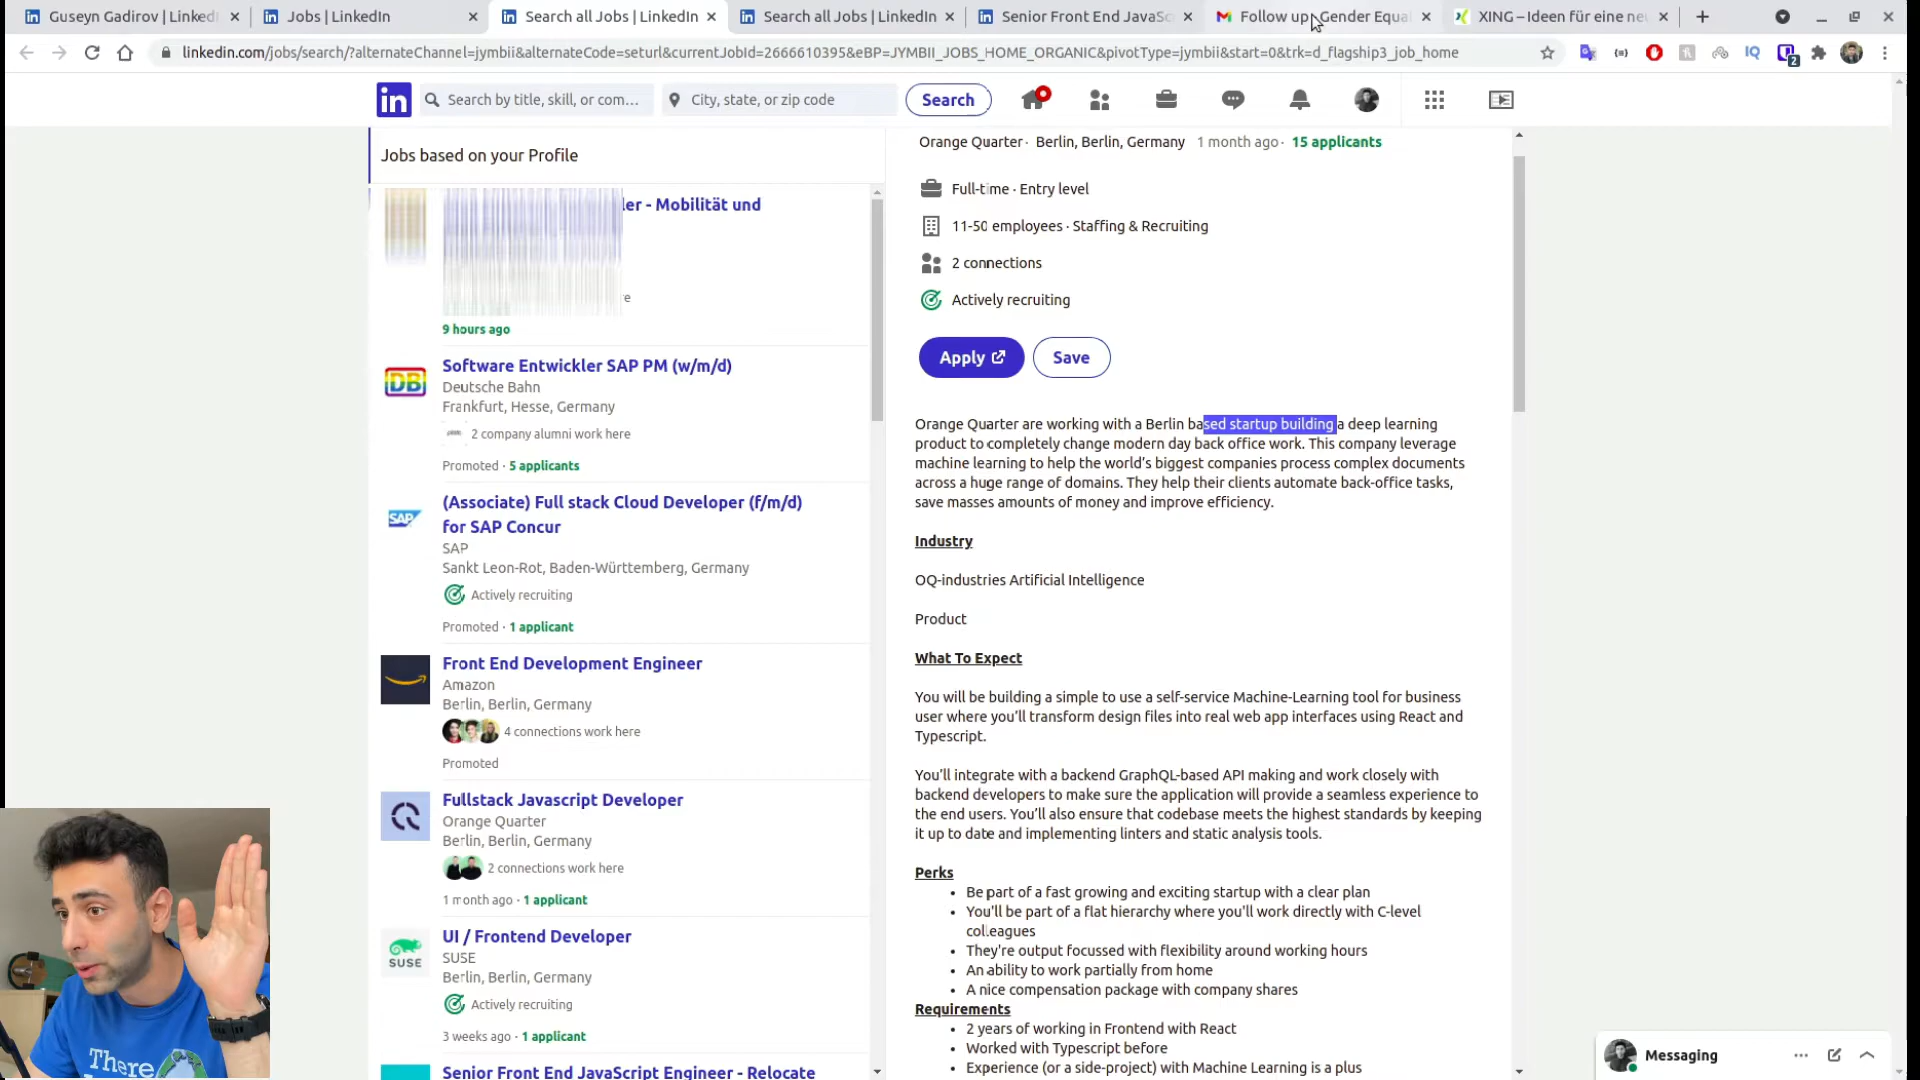 Guseyn Gadirov | Linked
Jobs | LinkedIn
Search all Jobs | LinkedIn
Search all Jobs | LinkedIn
Senior Front End JavaSc
Follow up: Gender Equa
XING – Ideen für eine ne
linkedin.com/jobs/search/?alternateChannel=jymbii&alternateCode=seturl&currentJobId=2666610395&eBP=JYMBII_JOBS_HOME_ORGANIC&pivotType=jymbii&start=0&trk=d_flagship3_job_home
IQ
2
in
Search by title, skill, or com...
City, state, or zip code
Search
Jobs based on your Profile
ler - Mobilität und
re
9 hours ago
DB
Software Entwickler SAP PM (w/m/d)
Deutsche Bahn
Frankfurt, Hesse, Germany
2 company alumni work here
Promoted · 5 applicants
SAP
(Associate) Full stack Cloud Developer (f/m/d)
for SAP Concur
SAP
Sankt Leon-Rot, Baden-Württemberg, Germany
Actively recruiting
Promoted · 1 applicant
Front End Development Engineer
Amazon
Berlin, Berlin, Germany
4 connections work here
Promoted
Fullstack Javascript Developer
Orange Quarter
Berlin, Berlin, Germany
2 connections work here
1 month ago · 1 applicant
SUSE
UI / Frontend Developer
SUSE
Berlin, Berlin, Germany
Actively recruiting
3 weeks ago · 1 applicant
Senior Front End JavaScript Engineer - Relocate
Orange Quarter · Berlin, Berlin, Germany 1 month ago · 15 applicants
Full-time · Entry level
11-50 employees · Staffing & Recruiting
2 connections
Actively recruiting
Apply
Save
Orange Quarter are working with a Berlin based startup building a deep learning
product to completely change modern day back office work. This company leverage
machine learning to help the world's biggest companies process complex documents
across a huge range of domains. They help their clients automate back-office tasks,
save masses amounts of money and improve efficiency.
Industry
OQ-industries Artificial Intelligence
Product
What To Expect
You will be building a simple to use a self-service Machine-Learning tool for business
user where you'll transform design files into real web app interfaces using React and
Typescript.
You'll integrate with a backend GraphQL-based API making and work closely with
backend developers to make sure the application will provide a seamless experience to
the end users. You'll also ensure that codebase meets the highest standards by keeping
it up to date and implementing linters and static analysis tools.
Perks
• Be part of a fast growing and exciting startup with a clear plan
• You'll be part of a flat hierarchy where you'll work directly with C-level
colleagues
• They're output focussed with flexibility around working hours
• An ability to work partially from home
• A nice compensation package with company shares
Requirements
• 2 years of working in Frontend with React
• Worked with Typescript before
• Experience (or a side-project) with Machine Learning is a plus
Messaging
There